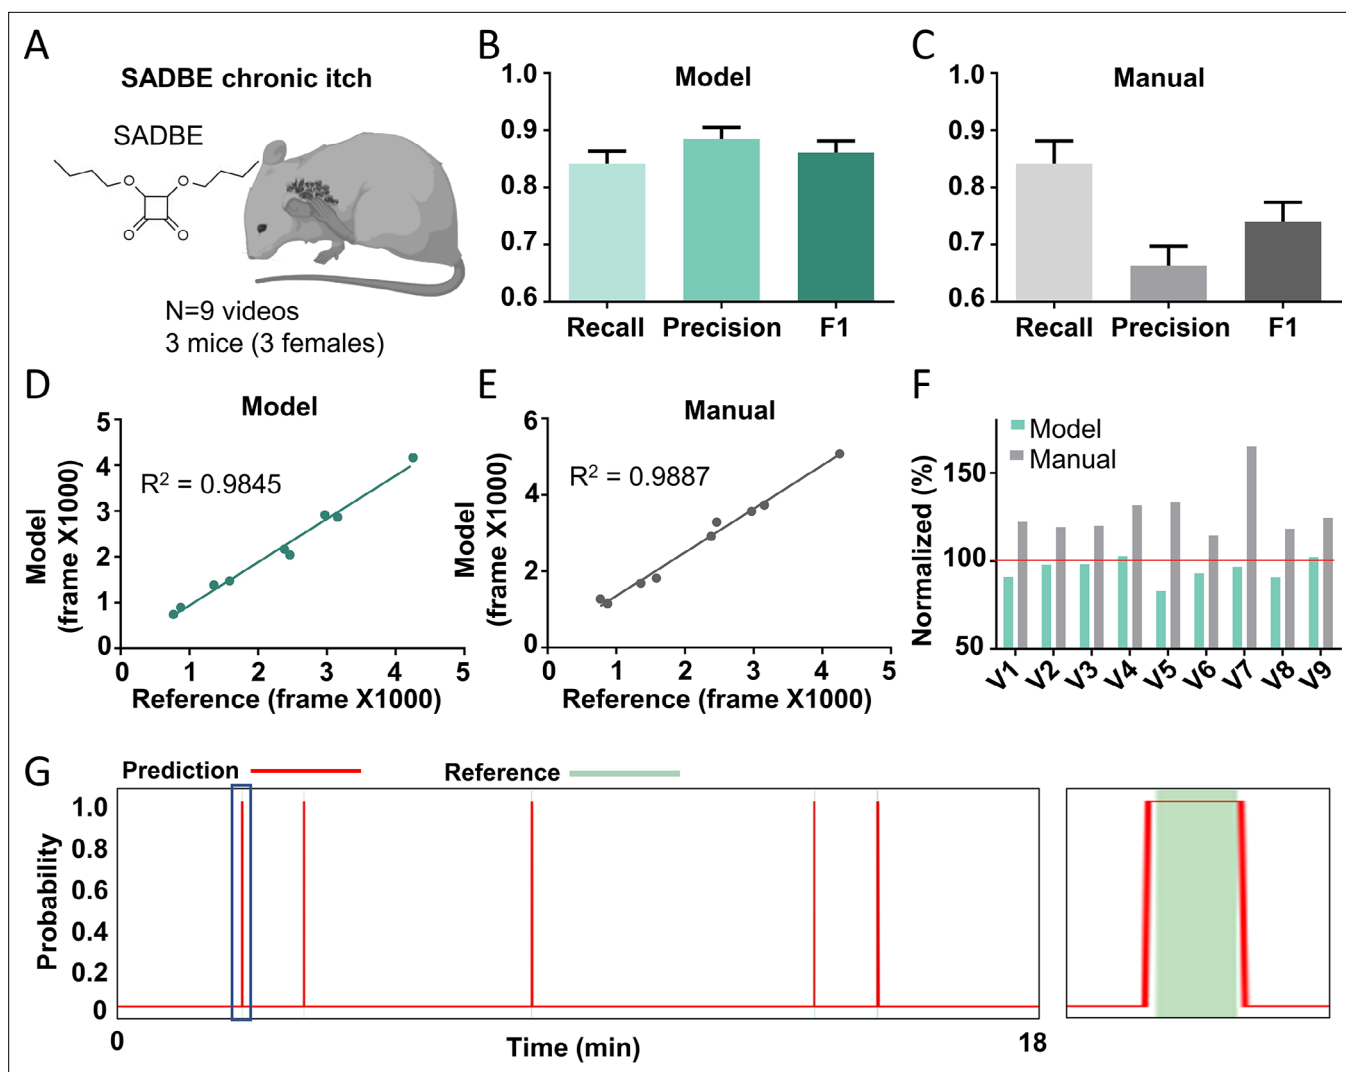 A
SADBE chronic itch
SADBE
O
O
O
O
N=9 videos
3 mice (3 females)
B
Model
1.0
0.9
0.8
0.7
0.6
Recall
Precision
F1
C
Manual
1.0
0.9
0.8
0.7
0.6
Recall
Precision
F1
D
Model
R² = 0.9845
Model
(frame X1000)
5
4
3
2
1
0
0
1
2
3
4
5
Reference (frame X1000)
E
Manual
R² = 0.9887
Model
(frame X1000)
6
4
2
0
0
1
2
3
4
5
Reference (frame X1000)
F
Model
Manual
Normalized (%)
150
100
50
V1
V2
V3
V4
V5
V6
V7
V8
V9
G
Prediction
Reference
Probability
1.0
0.8
0.6
0.4
0.2
0
0
Time (min)
18